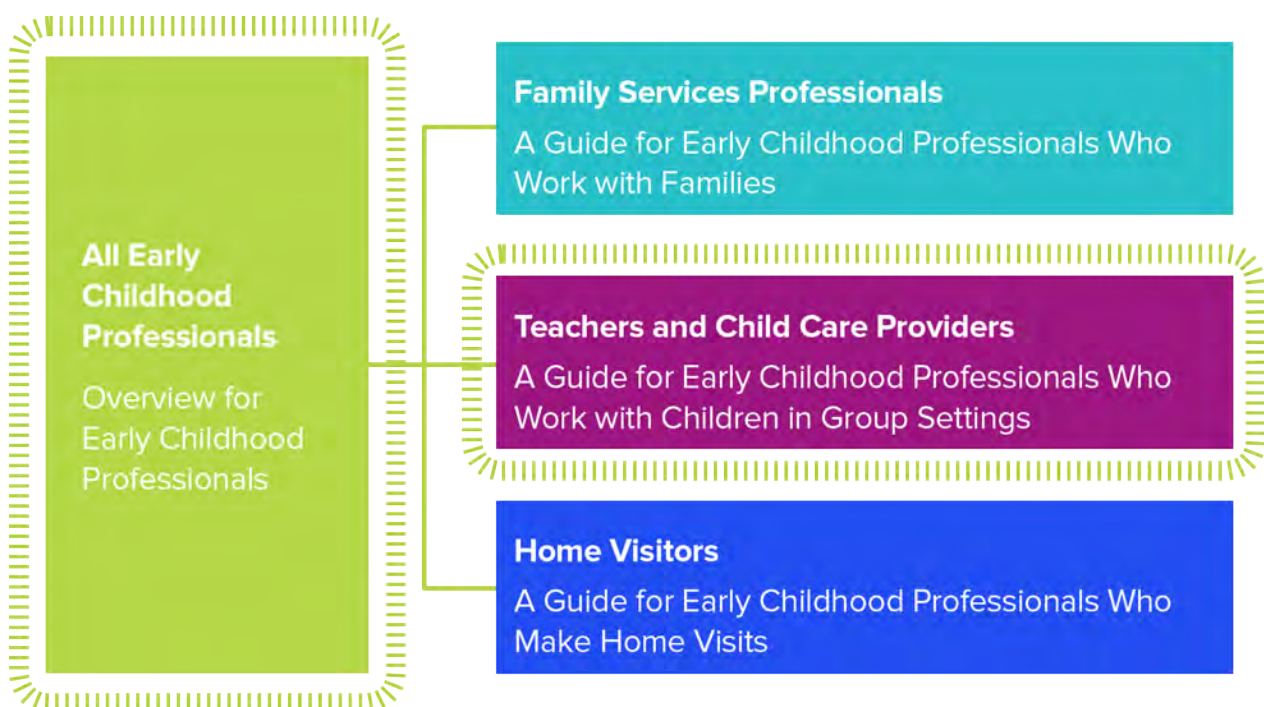 All Early
Childhood
Professionals
Overview for
Early Childhood
Professionals
Family Services Professionals
A Guide for Early Childhood Professionals Who
Work with Families
Teachers and Child Care Providers
A Guide for Early Childhood Professionals Who
Work with Children in Group Settings
Home Visitors
A Guide for Early Childhood Professionals Who
Make Home Visits